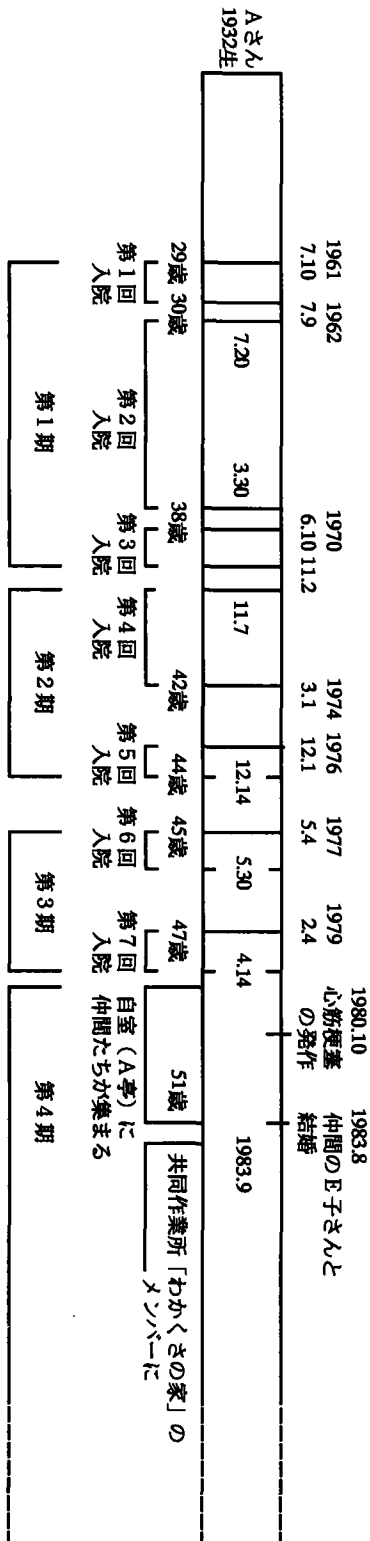 Aさん
1932生
1961
7.10
1962
7.9
1970
6.10 11.2
1974
3.1
1976
12.1
1977
5.4
1979
2.4
1980.10
心筋梗塞
の発作
1983.8
仲間のE子さんと
結婚
7.20
3.30
11.7
12.14
5.30
4.14
1983.9
29歳
30歳
38歳
42歳
44歳
45歳
47歳
51歳
第1回
入院
第2回
入院
第3回
入院
第4回
入院
第5回
入院
第6回
入院
第7回
入院
自室（A亭）に
仲間たちが集まる
共同作業所「わかくさの家」の
メンバーに
第1期
第2期
第3期
第4期